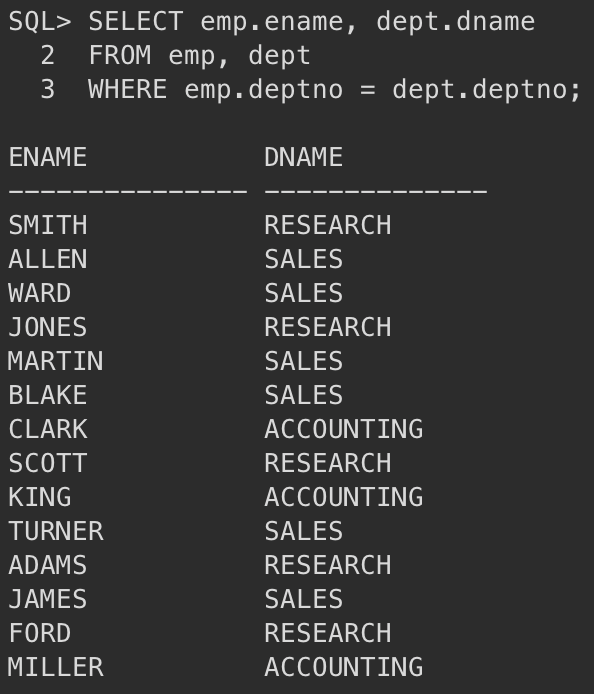 SQL> SELECT emp.ename, dept.dname
  2  FROM emp, dept
  3  WHERE emp.deptno = dept.deptno;

ENAME           DNAME
--------------- --------------
SMITH           RESEARCH
ALLEN           SALES
WARD            SALES
JONES           RESEARCH
MARTIN          SALES
BLAKE           SALES
CLARK           ACCOUNTING
SCOTT           RESEARCH
KING            ACCOUNTING
TURNER          SALES
ADAMS           RESEARCH
JAMES           SALES
FORD            RESEARCH
MILLER          ACCOUNTING